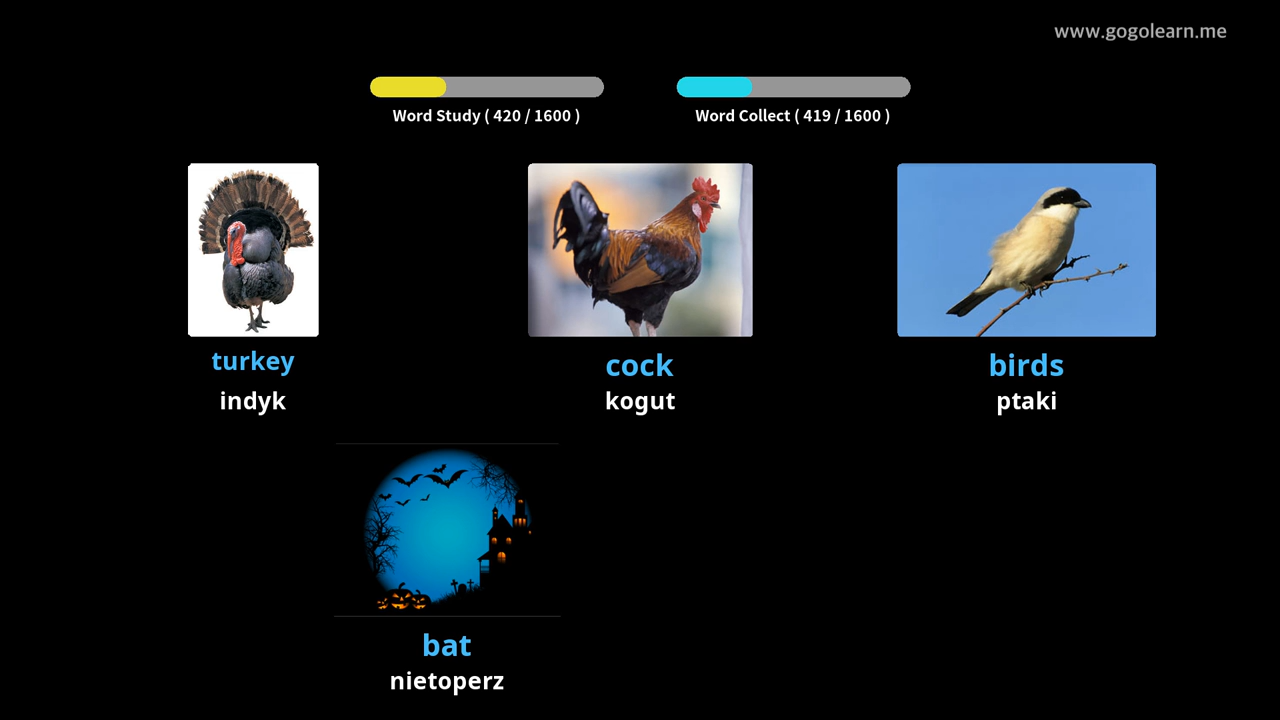 www.gogolearn.me
Word Study ( 420 / 1600 )
Word Collect ( 419 / 1600 )
turkey
indyk
cock
kogut
birds
ptaki
bat
nietoperz